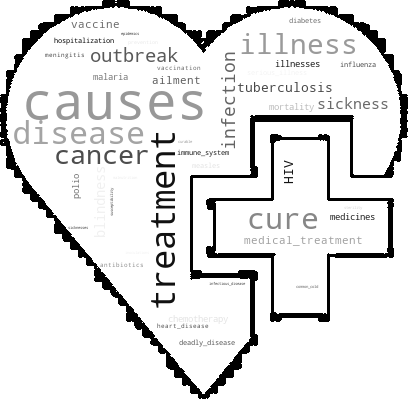 vaccine
diabetes
epidemic
hospitalization
illness
outbreak
meningitis
illnesses
influenza
vaccination
malaria
ailment
infection
tuberculosis
causes
mortality
sickness
disease
treatment
cancer
immune_system
HIV
blindness
polio
cure
medicines
medical_treatment
antibiotics
infectious_disease
common_cold
chemotherapy
heart_disease
deadly_disease